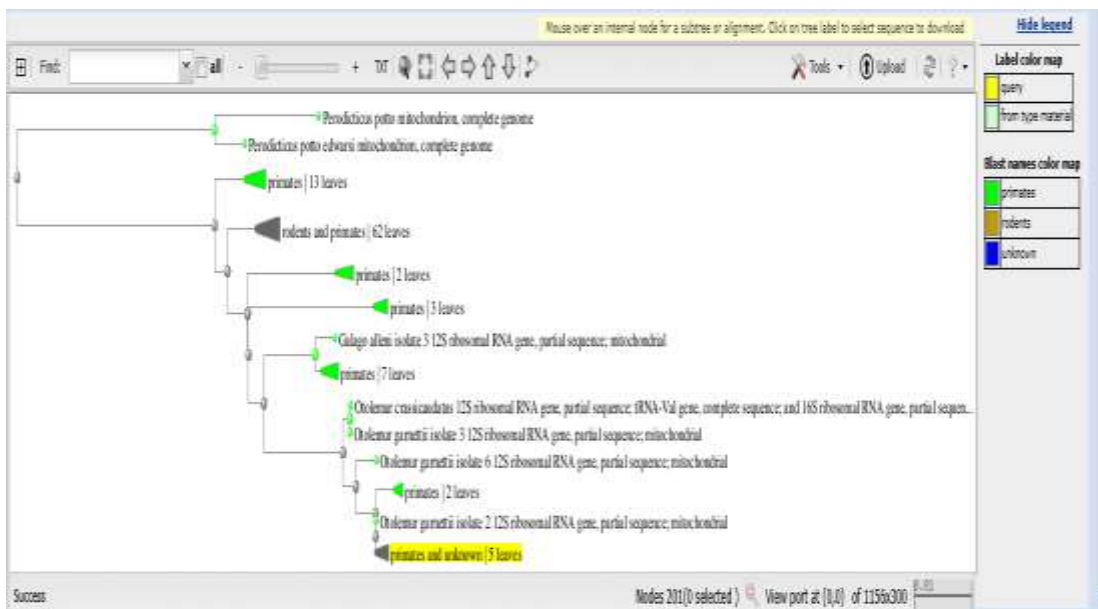 Mouse over an internal node for a subtree or alignment. Click on tree label to select sequence to download
Hide legend
Find:
all
- +
TXT
Tools
Upload
?
Label color map
query
from type material
Blast names color map
primates
rodents
unknown
Perodicticus potto mitochondrion, complete genome
Perodicticus potto edwarsi mitochondrion, complete genome
primates | 13 leaves
rodents and primates | 62 leaves
primates | 2 leaves
primates | 3 leaves
Galago alleni isolate 3 12S ribosomal RNA gene, partial sequence; mitochondrial
primates | 7 leaves
Otolemur crassicaudatus 12S ribosomal RNA gene, partial sequence; tRNA-Val gene, complete sequence; and 16S ribosomal RNA gene, partial sequen...
Otolemur garnettii isolate 3 12S ribosomal RNA gene, partial sequence; mitochondrial
Otolemur garnettii isolate 6 12S ribosomal RNA gene, partial sequence; mitochondrial
primates | 2 leaves
Otolemur garnettii isolate 2 12S ribosomal RNA gene, partial sequence; mitochondrial
primates and unknown | 5 leaves
Success
Nodes 201(0 selected ) View port at (0,0) of 1156x300